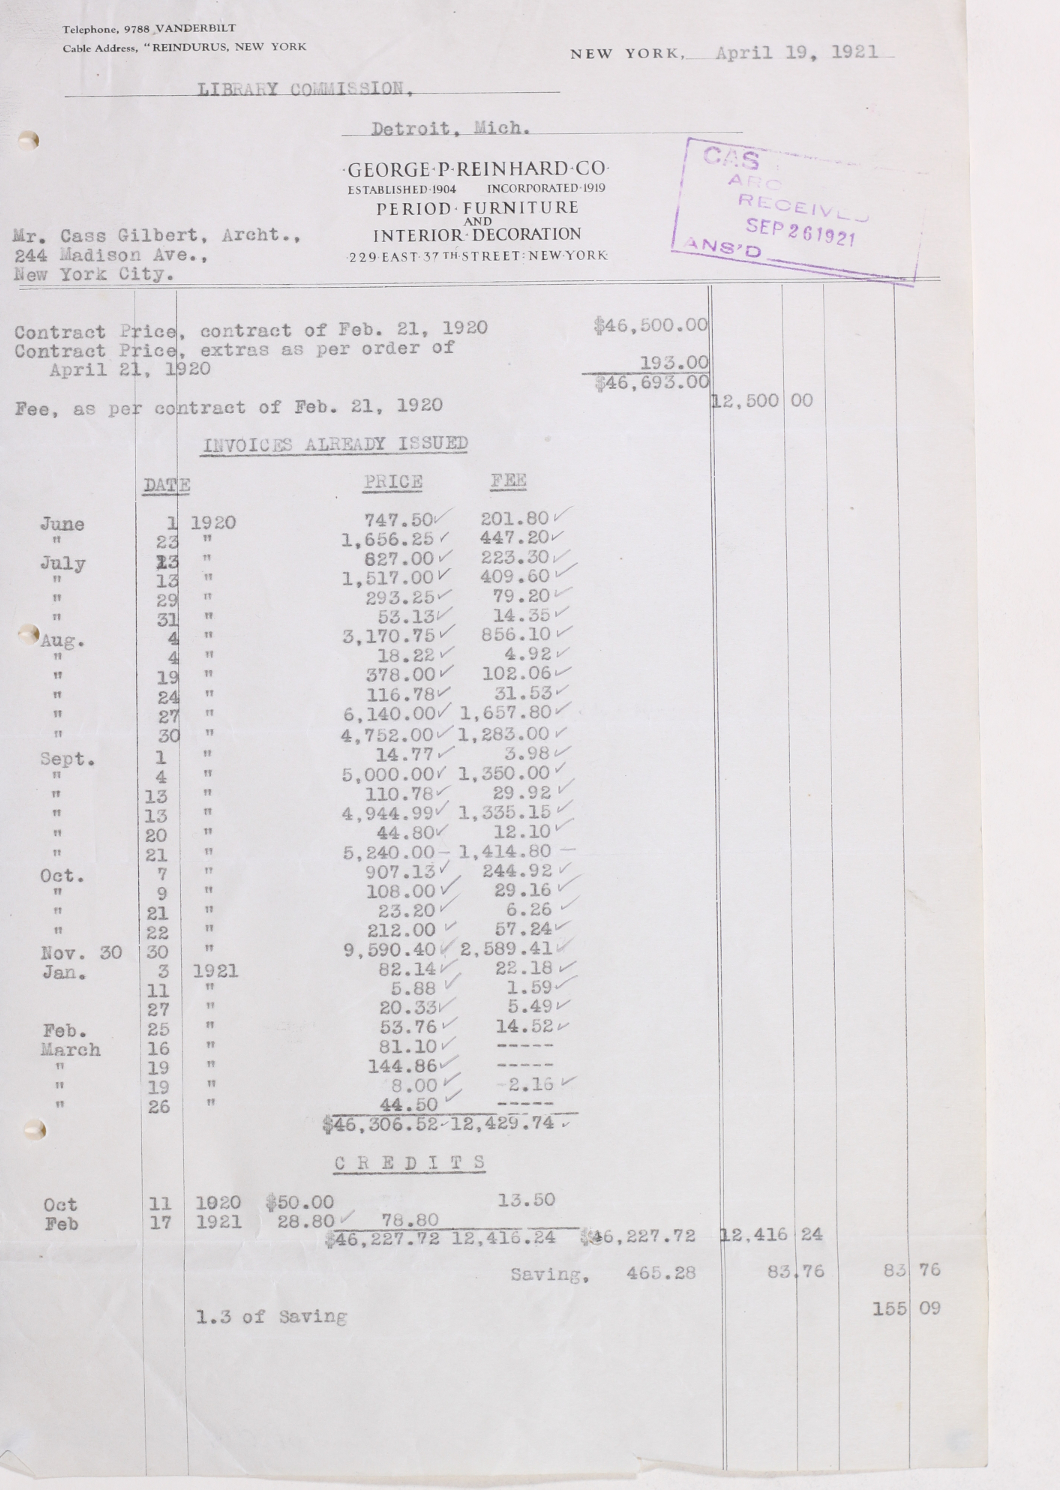 Telephone, 9788 VANDERBILT
Cable Address, "REINDURUS, NEW YORK
NEW YORK, April 19, 1921
LIBRARY COMMISSION,
Detroit, Mich.
·GEORGE·P·REINHARD·CO·
ESTABLISHED·1904 INCORPORATED·1919
PERIOD·FURNITURE
AND
INTERIOR·DECORATION
·229·EAST·37TH·STREET:NEW·YORK·
CAS
ARC
RECEIVED
SEP 26 1921
ANS'D
Mr. Cass Gilbert, Archt.,
244 Madison Ave.,
New York City.
Contract Price, contract of Feb. 21, 1920 $46,500.00
Contract Price, extras as per order of
April 21, 1920 193.00
$46,693.00
Fee, as per contract of Feb. 21, 1920 12,500 00
INVOICES ALREADY ISSUED
DATE PRICE FEE
June 1 1920 747.50✓ 201.80✓
" 23 " 1,656.25✓ 447.20✓
July 13 " 827.00✓ 223.30✓
" 13 " 1,517.00✓ 409.60✓
" 29 " 293.25✓ 79.20✓
" 31 " 53.13✓ 14.35✓
Aug. 4 " 3,170.75✓ 856.10✓
" 4 " 18.22✓ 4.92✓
" 19 " 378.00✓ 102.06✓
" 24 " 116.78✓ 31.53✓
" 27 " 6,140.00✓ 1,657.80✓
" 30 " 4,752.00✓ 1,283.00✓
Sept. 1 " 14.77✓ 3.98✓
" 4 " 5,000.00✓ 1,350.00✓
" 13 " 110.78✓ 29.92✓
" 13 " 4,944.99✓ 1,335.15✓
" 20 " 44.80✓ 12.10✓
" 21 " 5,240.00– 1,414.80–
Oct. 7 " 907.13✓ 244.92✓
" 9 " 108.00✓ 29.16✓
" 21 " 23.20✓ 6.26✓
" 22 " 212.00✓ 57.24✓
Nov. 30 30 " 9,590.40✓ 2,589.41✓
Jan. 3 1921 82.14✓ 22.18✓
11 " 5.88✓ 1.59✓
27 " 20.33✓ 5.49✓
Feb. 25 " 53.76✓ 14.52✓
March 16 " 81.10✓ -----
" 19 " 144.86✓ -----
" 19 " 8.00✓ 2.16✓
" 26 " 44.50✓ -----
$46,306.52✓ 12,429.74✓
CREDITS
Oct 11 1920 $50.00 13.50
Feb 17 1921 28.80✓ 78.80
$46,227.72 12,416.24 $46,227.72 12,416 24
Saving, 465.28 83.76 83 76
1.3 of Saving 155 09